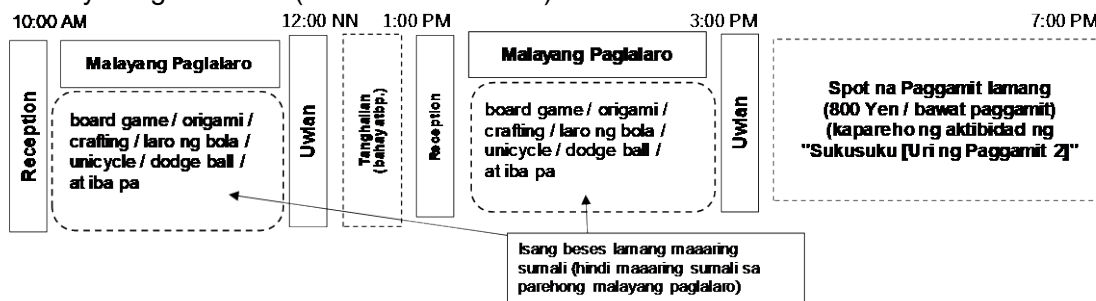 10:00 AM
12:00 NN
1:00 PM
3:00 PM
7:00 PM
Reception
Malayang Paglalaro
board game / origami /
crafting / laro ng bola /
unicycle / dodge ball /
at iba pa
Uwian
Tanghalian
(bahay atbp.)
Reception
Malayang Paglalaro
board game / origami /
crafting / laro ng bola /
unicycle / dodge ball /
at iba pa
Uwian
Spot na Paggamit lamang
(800 Yen / bawat paggamit)
(kapareho ng aktibidad ng
"Sukusuku [Uri ng Paggamit 2]"
Isang beses lamang maaaring
sumali (hindi maaaring sumali sa
parehong malayang paglalaro)